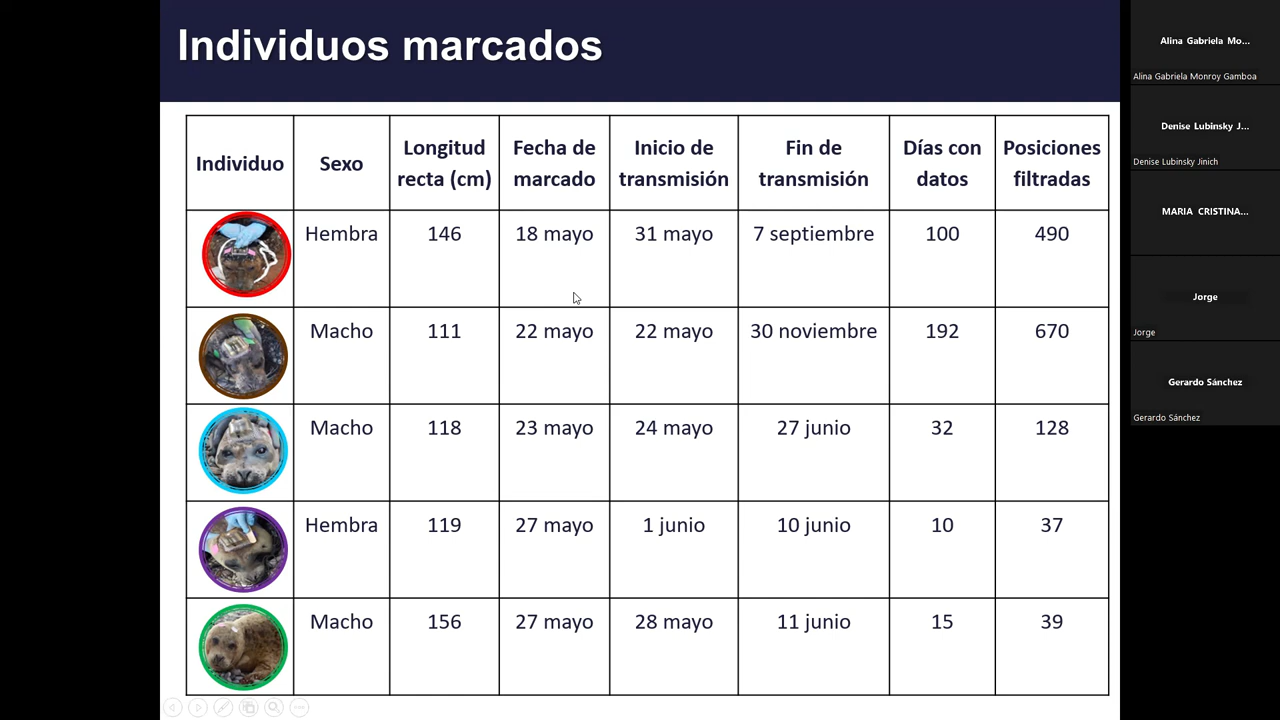 Individuos marcados
Individuo Sexo Longitud recta (cm) Fecha de marcado Inicio de transmisión Fin de transmisión Días con datos Posiciones filtradas
Hembra 146 18 mayo 31 mayo 7 septiembre 100 490
Macho 111 22 mayo 22 mayo 30 noviembre 192 670
Macho 118 23 mayo 24 mayo 27 junio 32 128
Hembra 119 27 mayo 1 junio 10 junio 10 37
Macho 156 27 mayo 28 mayo 11 junio 15 39
Alina Gabriela Mo...
Alina Gabriela Monroy Gamboa
Denise Lubinsky J...
Denise Lubinsky Jinich
MARIA CRISTINA...
Jorge
Jorge
Gerardo Sánchez
Gerardo Sánchez